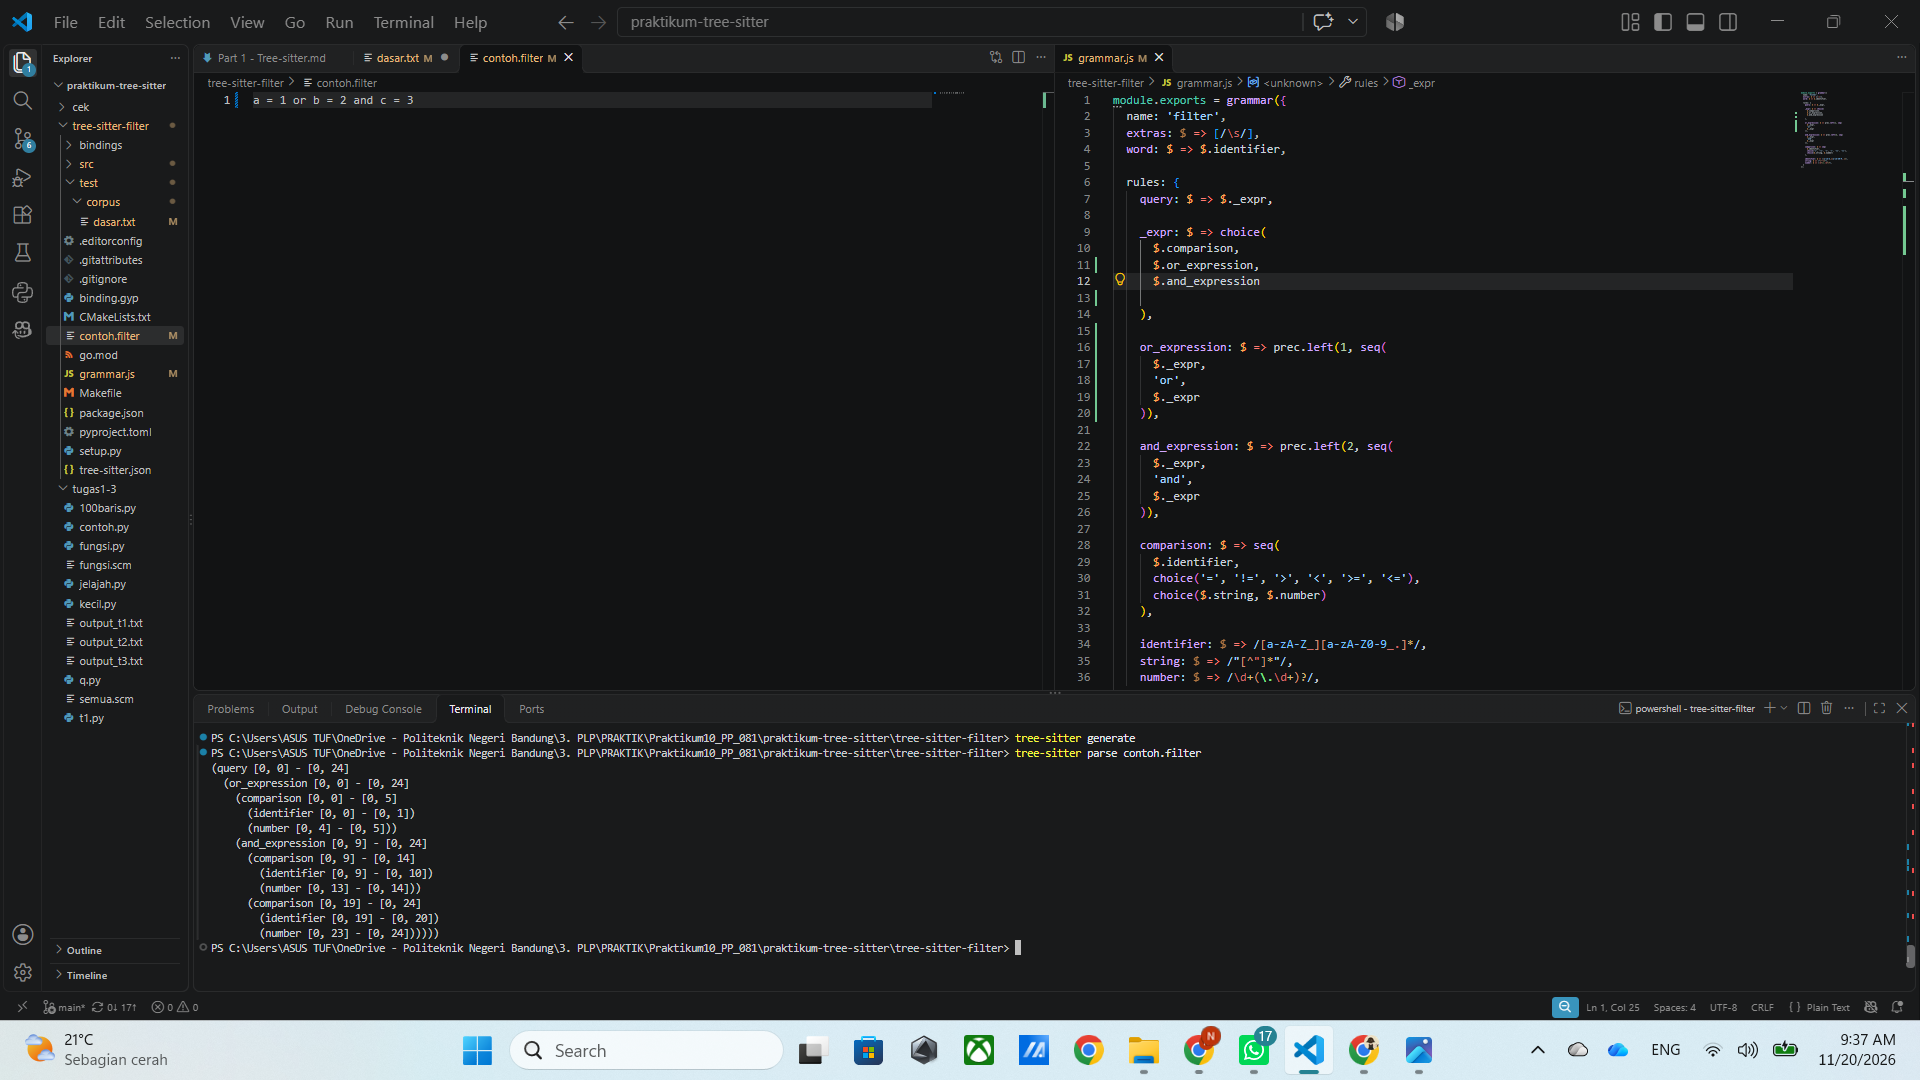 File Edit Selection View Go Run Terminal Help
praktikum-tree-sitter
Explorer
praktikum-tree-sitter
cek
tree-sitter-filter
bindings
src
test
corpus
dasar.txt M
.editorconfig
.gitattributes
.gitignore
binding.gyp
CMakeLists.txt
contoh.filter M
go.mod
grammar.js M
Makefile
package.json
pyproject.toml
setup.py
tree-sitter.json
tugas1-3
100baris.py
contoh.py
fungsi.py
fungsi.scm
jelajah.py
kecil.py
output_t1.txt
output_t2.txt
output_t3.txt
q.py
semua.scm
t1.py
Outline
Timeline
Part 1 - Tree-sitter.md
dasar.txt M
contoh.filter M
tree-sitter-filter > contoh.filter
1 a = 1 or b = 2 and c = 3
JS grammar.js M
tree-sitter-filter > JS grammar.js > <unknown> > rules > _expr
1 module.exports = grammar({
2 name: 'filter',
3 extras: $ => [/\s/],
4 word: $ => $.identifier,
5
6 rules: {
7 query: $ => $._expr,
8
9 _expr: $ => choice(
10 $.comparison,
11 $.or_expression,
12 $.and_expression
13
14 ),
15
16 or_expression: $ => prec.left(1, seq(
17 $._expr,
18 'or',
19 $._expr
20 )),
21
22 and_expression: $ => prec.left(2, seq(
23 $._expr,
24 'and',
25 $._expr
26 )),
27
28 comparison: $ => seq(
29 $.identifier,
30 choice('=', '!=', '>', '<', '>=', '<='),
31 choice($.string, $.number)
32 ),
33
34 identifier: $ => /[a-zA-Z_][a-zA-Z0-9_.]*/,
35 string: $ => /"[^"]*"/,
36 number: $ => /\d+(\.\d+)?/,
Problems Output Debug Console Terminal Ports
powershell - tree-sitter-filter
PS C:\Users\ASUS TUF\OneDrive - Politeknik Negeri Bandung\3. PLP\PRAKTIK\Praktikum10_PP_081\praktikum-tree-sitter\tree-sitter-filter> tree-sitter generate
PS C:\Users\ASUS TUF\OneDrive - Politeknik Negeri Bandung\3. PLP\PRAKTIK\Praktikum10_PP_081\praktikum-tree-sitter\tree-sitter-filter> tree-sitter parse contoh.filter
(query [0, 0] - [0, 24]
(or_expression [0, 0] - [0, 24]
(comparison [0, 0] - [0, 5]
(identifier [0, 0] - [0, 1])
(number [0, 4] - [0, 5]))
(and_expression [0, 9] - [0, 24]
(comparison [0, 9] - [0, 14]
(identifier [0, 9] - [0, 10])
(number [0, 13] - [0, 14]))
(comparison [0, 19] - [0, 24]
(identifier [0, 19] - [0, 20])
(number [0, 23] - [0, 24])))))
PS C:\Users\ASUS TUF\OneDrive - Politeknik Negeri Bandung\3. PLP\PRAKTIK\Praktikum10_PP_081\praktikum-tree-sitter\tree-sitter-filter>
main* 0↓ 17↑ 0 0
Ln 1, Col 25 Spaces: 4 UTF-8 CRLF {} Plain Text
21°C
Sebagian cerah
Search
N
17
ENG
9:37 AM
11/20/2026